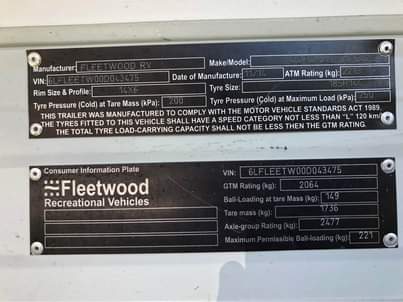 Manufacturer: FLEETWOOD RV Make/Model:
VIN: 6LFLEETW00D043475 Date of Manufacture: 11/04 ATM Rating (kg):
Rim Size & Profile: 14X6 Tyre Size:
Tyre Pressure (Cold) at Tare Mass (kPa): 200 Tyre Pressure (Cold) at Maximum Load (kPa):
THIS TRAILER WAS MANUFACTURED TO COMPLY WITH THE MOTOR VEHICLE STANDARDS ACT 1989.
THE TYRES FITTED TO THIS VEHICLE SHALL HAVE A SPEED CATEGORY NOT LESS THAN "L" 120 km/
THE TOTAL TYRE LOAD-CARRYING CAPACITY SHALL NOT BE LESS THEN THE GTM RATING.
Consumer Information Plate
Fleetwood
Recreational Vehicles
VIN: 6LFLEETW00D043475
GTM Rating (kg): 2064
Ball-Loading at tare Mass (kg): 149
Tare mass (kg): 1736
Axle-group Rating (kg): 2477
Maximum Permissible Ball-loading (kg): 221